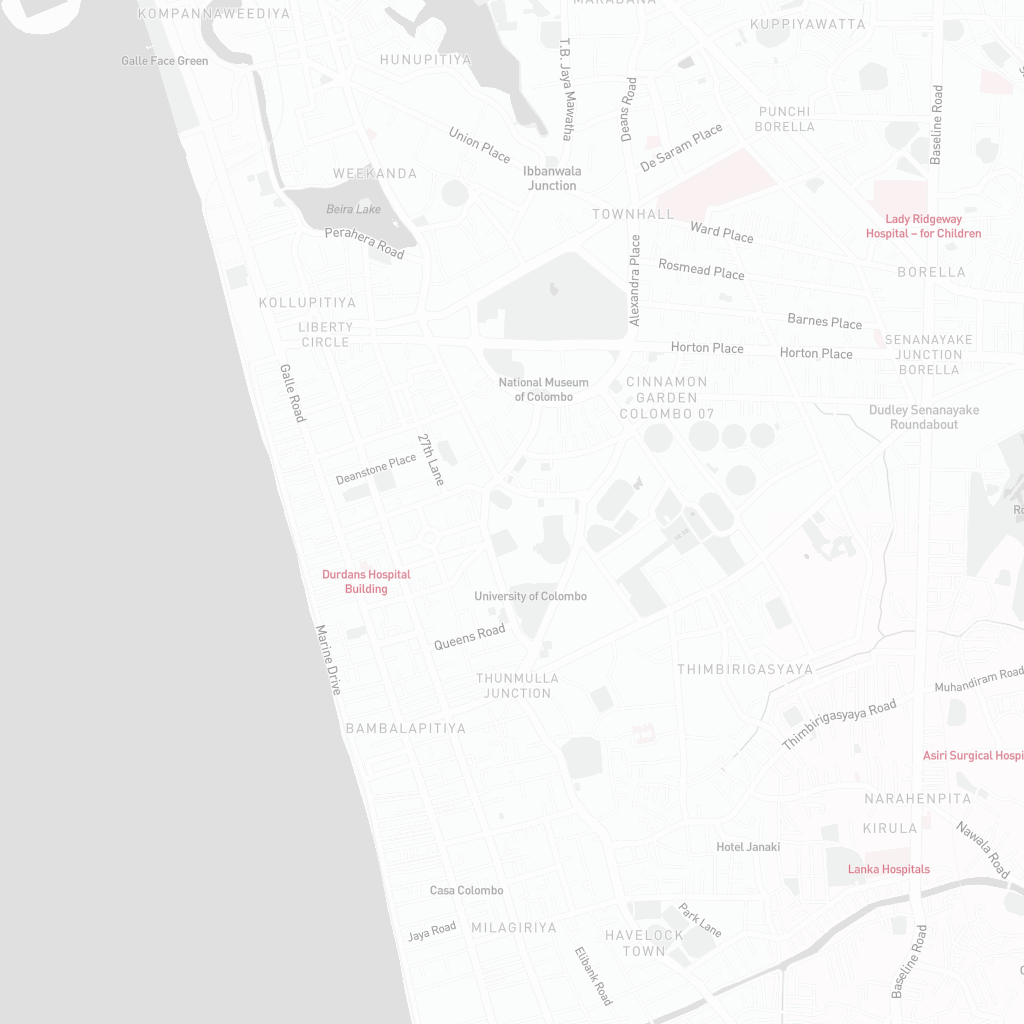 MARADANA
KOMPANNAWEEDIYA
KUPPIYAWATTA
Galle Face Green
HUNUPITIYA
T.B. Jaya Mawatha
Deans Road
Baseline Road
PUNCHI
BORELLA
Union Place
De Saram Place
WEEKANDA
Ibbanwala
Junction
Beira Lake
TOWNHALL
Lady Ridgeway
Hospital – for Children
Perahera Road
Ward Place
Rosmead Place
BORELLA
Alexandra Place
KOLLUPITIYA
LIBERTY
CIRCLE
Barnes Place
Horton Place
Horton Place
SENANAYAKE
JUNCTION
BORELLA
Galle Road
National Museum
of Colombo
CINNAMON
GARDEN
COLOMBO 07
Dudley Senanayake
Roundabout
27th Lane
Deanstone Place
Durdans Hospital
Building
University of Colombo
Marine Drive
Queens Road
THUNMULLA
JUNCTION
THIMBIRIGASYAYA
Muhandiram Road
Thimbirigasyaya Road
BAMBALAPITIYA
Asiri Surgical Hospi
NARAHENPITA
KIRULA
Nawala Road
Hotel Janaki
Lanka Hospitals
Casa Colombo
Jaya Road
MILAGIRIYA
Park Lane
HAVELOCK
TOWN
Elibank Road
Baseline Road